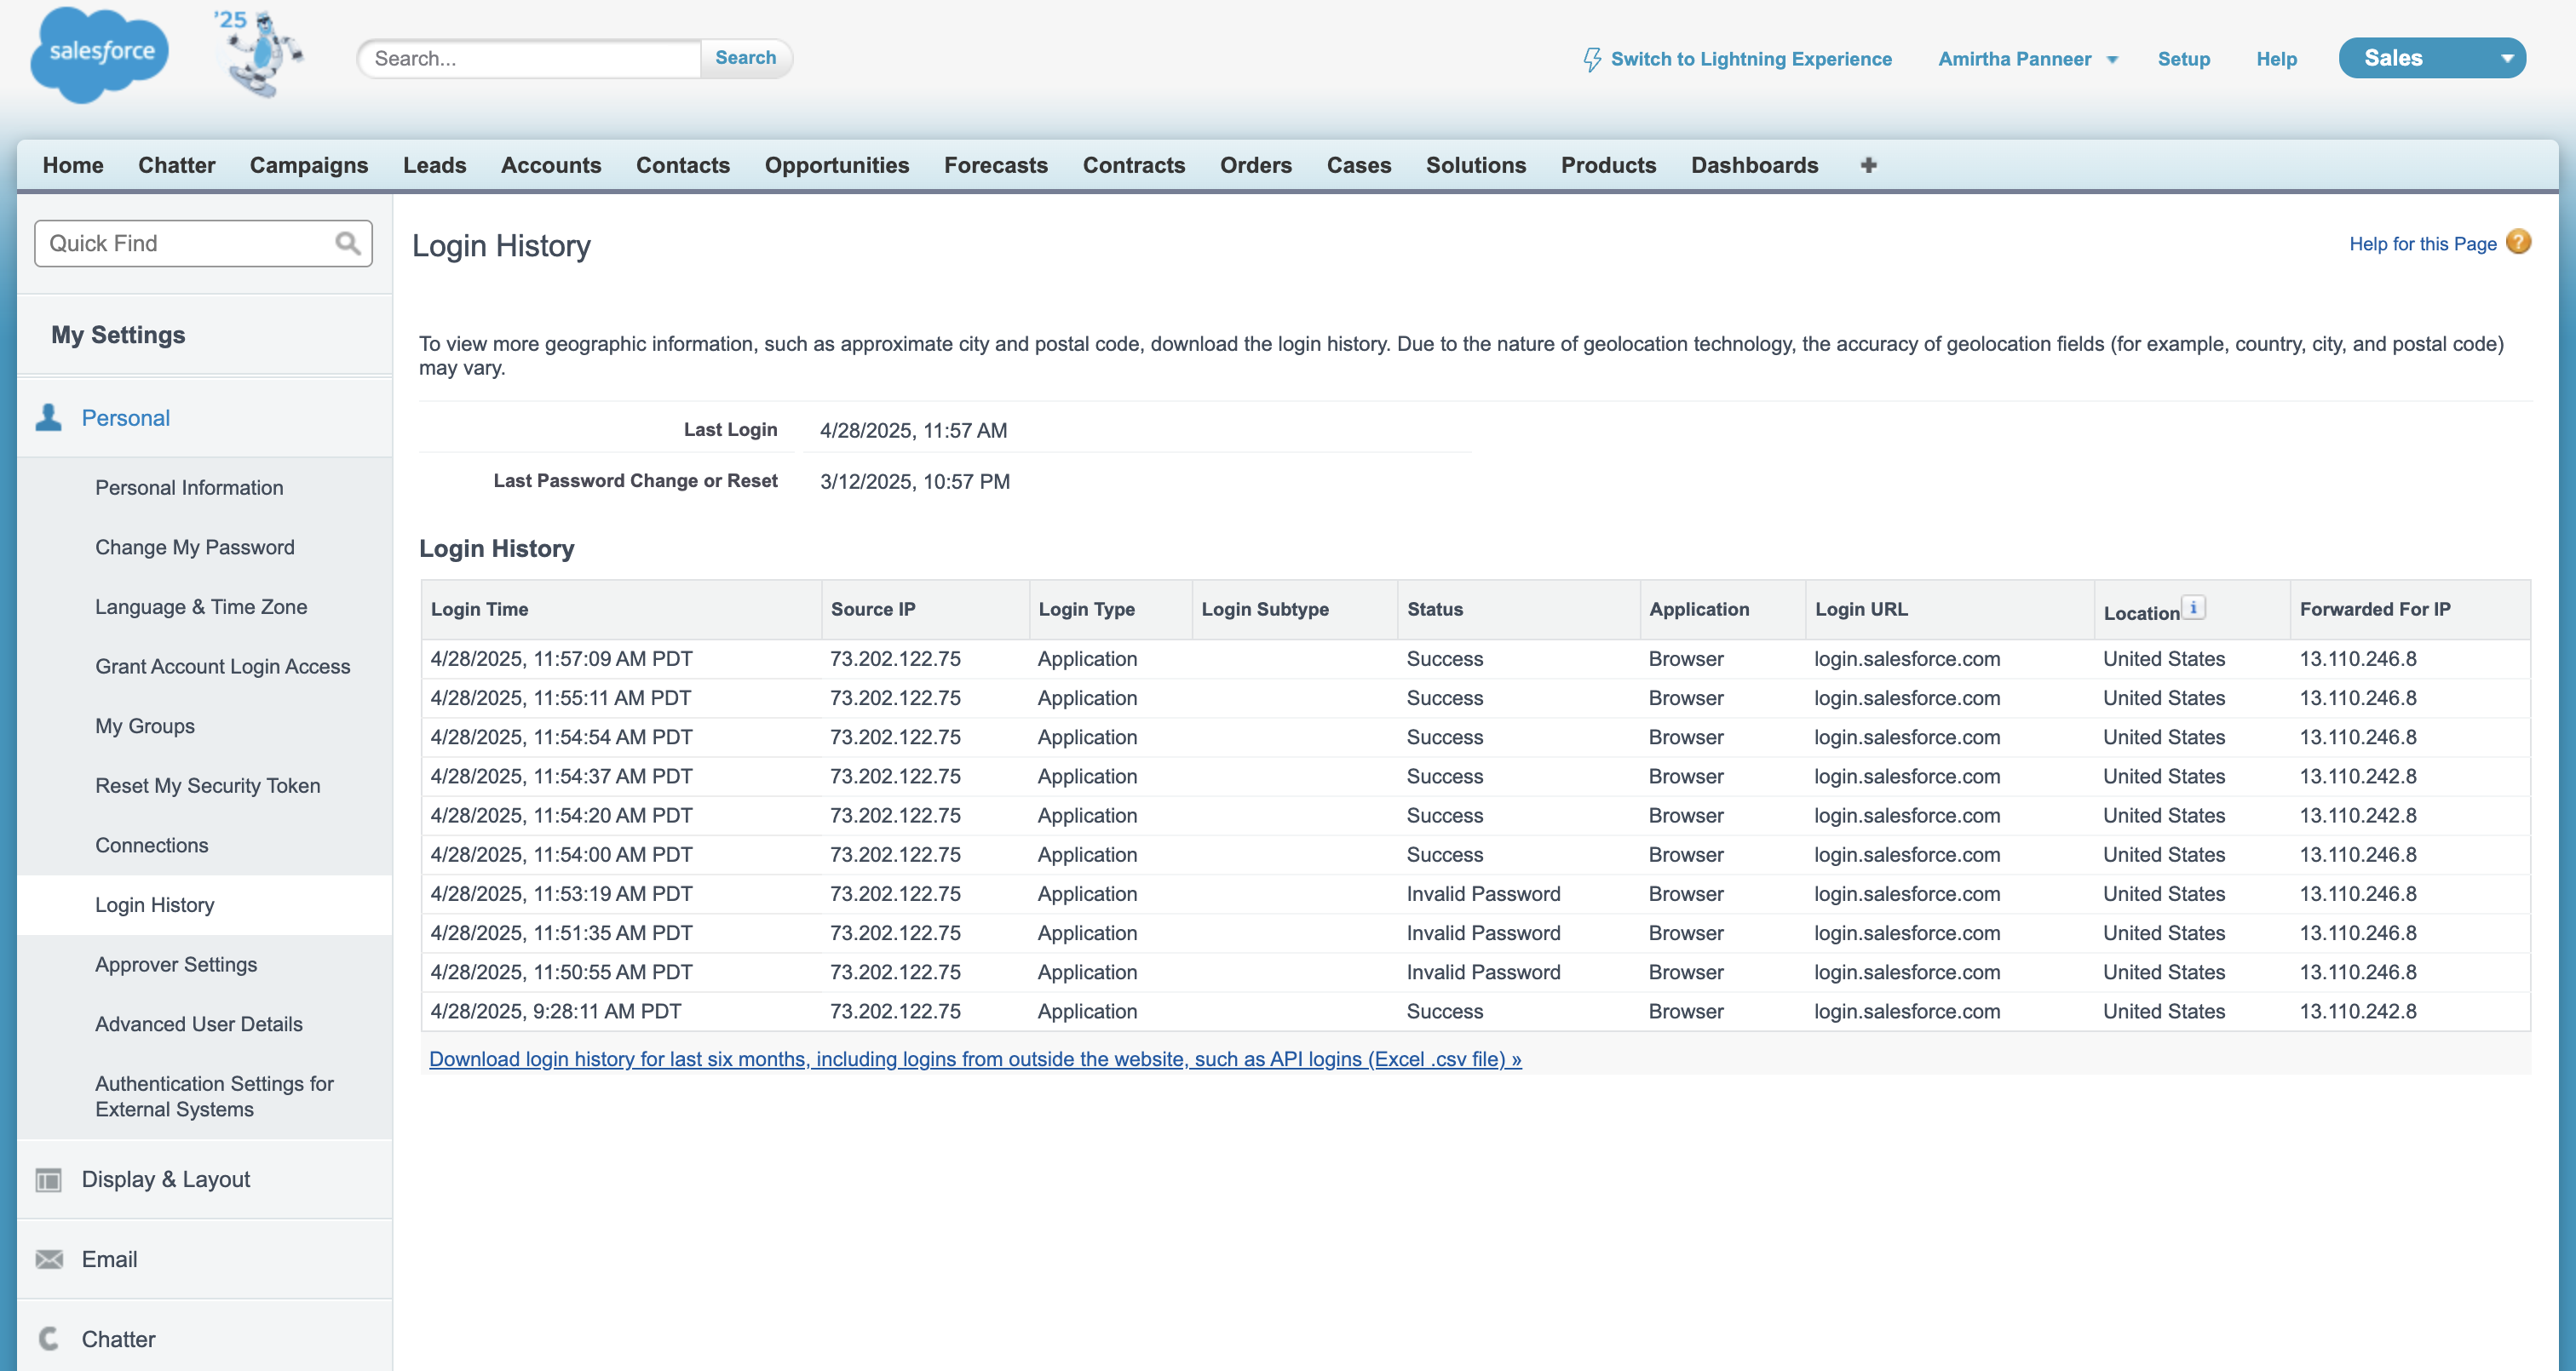 salesforce
'25
Search...
Search
Switch to Lightning Experience
Amirtha Panneer
Setup
Help
Sales
Home Chatter Campaigns Leads Accounts Contacts Opportunities Forecasts Contracts Orders Cases Solutions Products Dashboards
Quick Find
My Settings
Personal
Personal Information
Change My Password
Language & Time Zone
Grant Account Login Access
My Groups
Reset My Security Token
Connections
Login History
Approver Settings
Advanced User Details
Authentication Settings for
External Systems
Display & Layout
Email
Chatter
Login History
Help for this Page ?
To view more geographic information, such as approximate city and postal code, download the login history. Due to the nature of geolocation technology, the accuracy of geolocation fields (for example, country, city, and postal code)
may vary.
Last Login 4/28/2025, 11:57 AM
Last Password Change or Reset 3/12/2025, 10:57 PM
Login History
Login Time Source IP Login Type Login Subtype Status Application Login URL Location i Forwarded For IP
4/28/2025, 11:57:09 AM PDT 73.202.122.75 Application Success Browser login.salesforce.com United States 13.110.246.8
4/28/2025, 11:55:11 AM PDT 73.202.122.75 Application Success Browser login.salesforce.com United States 13.110.246.8
4/28/2025, 11:54:54 AM PDT 73.202.122.75 Application Success Browser login.salesforce.com United States 13.110.246.8
4/28/2025, 11:54:37 AM PDT 73.202.122.75 Application Success Browser login.salesforce.com United States 13.110.242.8
4/28/2025, 11:54:20 AM PDT 73.202.122.75 Application Success Browser login.salesforce.com United States 13.110.242.8
4/28/2025, 11:54:00 AM PDT 73.202.122.75 Application Success Browser login.salesforce.com United States 13.110.246.8
4/28/2025, 11:53:19 AM PDT 73.202.122.75 Application Invalid Password Browser login.salesforce.com United States 13.110.246.8
4/28/2025, 11:51:35 AM PDT 73.202.122.75 Application Invalid Password Browser login.salesforce.com United States 13.110.246.8
4/28/2025, 11:50:55 AM PDT 73.202.122.75 Application Invalid Password Browser login.salesforce.com United States 13.110.246.8
4/28/2025, 9:28:11 AM PDT 73.202.122.75 Application Success Browser login.salesforce.com United States 13.110.242.8
Download login history for last six months, including logins from outside the website, such as API logins (Excel .csv file) »